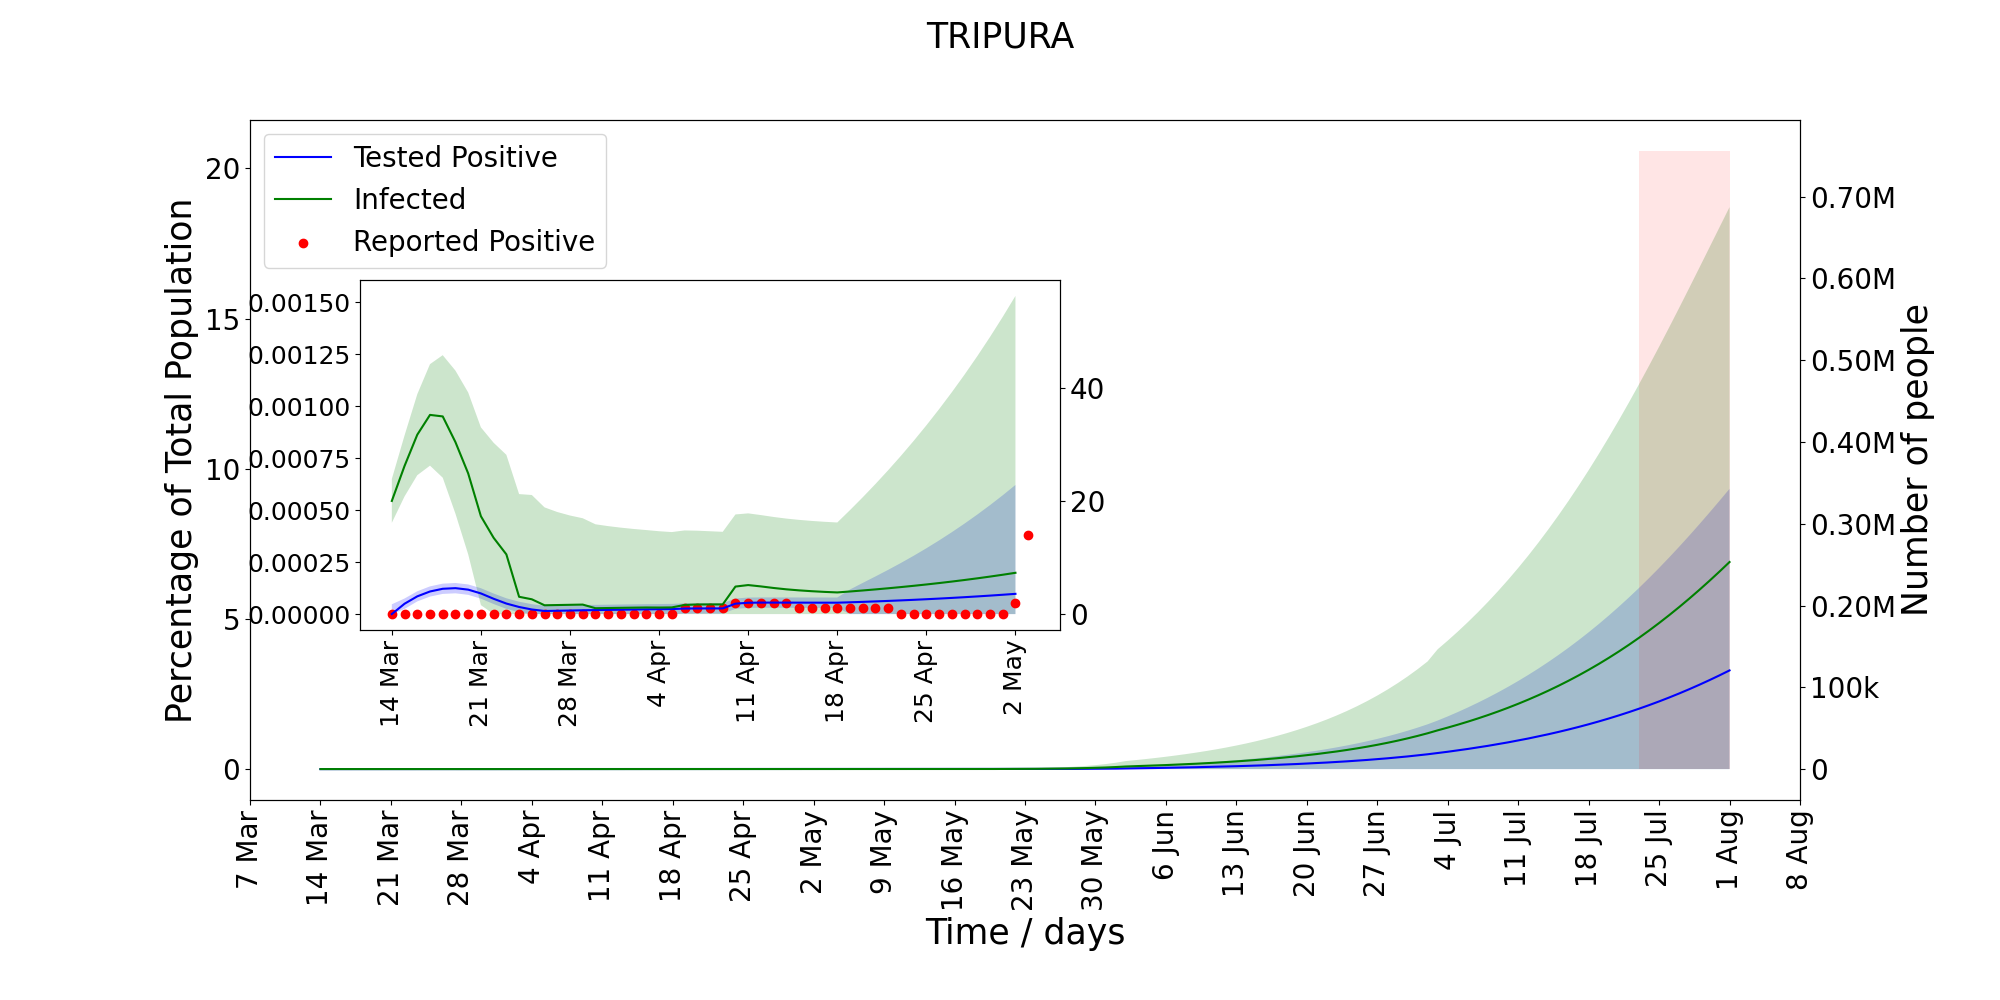 TRIPURA
Tested Positive
Infected
Reported Positive
Percentage of Total Population
20
15
10
5
0
0.00150
0.00125
0.00100
0.00075
0.00050
0.00025
0.00000
40
20
0
14 Mar
21 Mar
28 Mar
4 Apr
11 Apr
18 Apr
25 Apr
2 May
0.70M
0.60M
0.50M
0.40M
0.30M
0.20M
100k
0
Number of people
7 Mar
14 Mar
21 Mar
28 Mar
4 Apr
11 Apr
18 Apr
25 Apr
2 May
9 May
16 May
23 May
30 May
6 Jun
13 Jun
20 Jun
27 Jun
4 Jul
11 Jul
18 Jul
25 Jul
1 Aug
8 Aug
Time / days